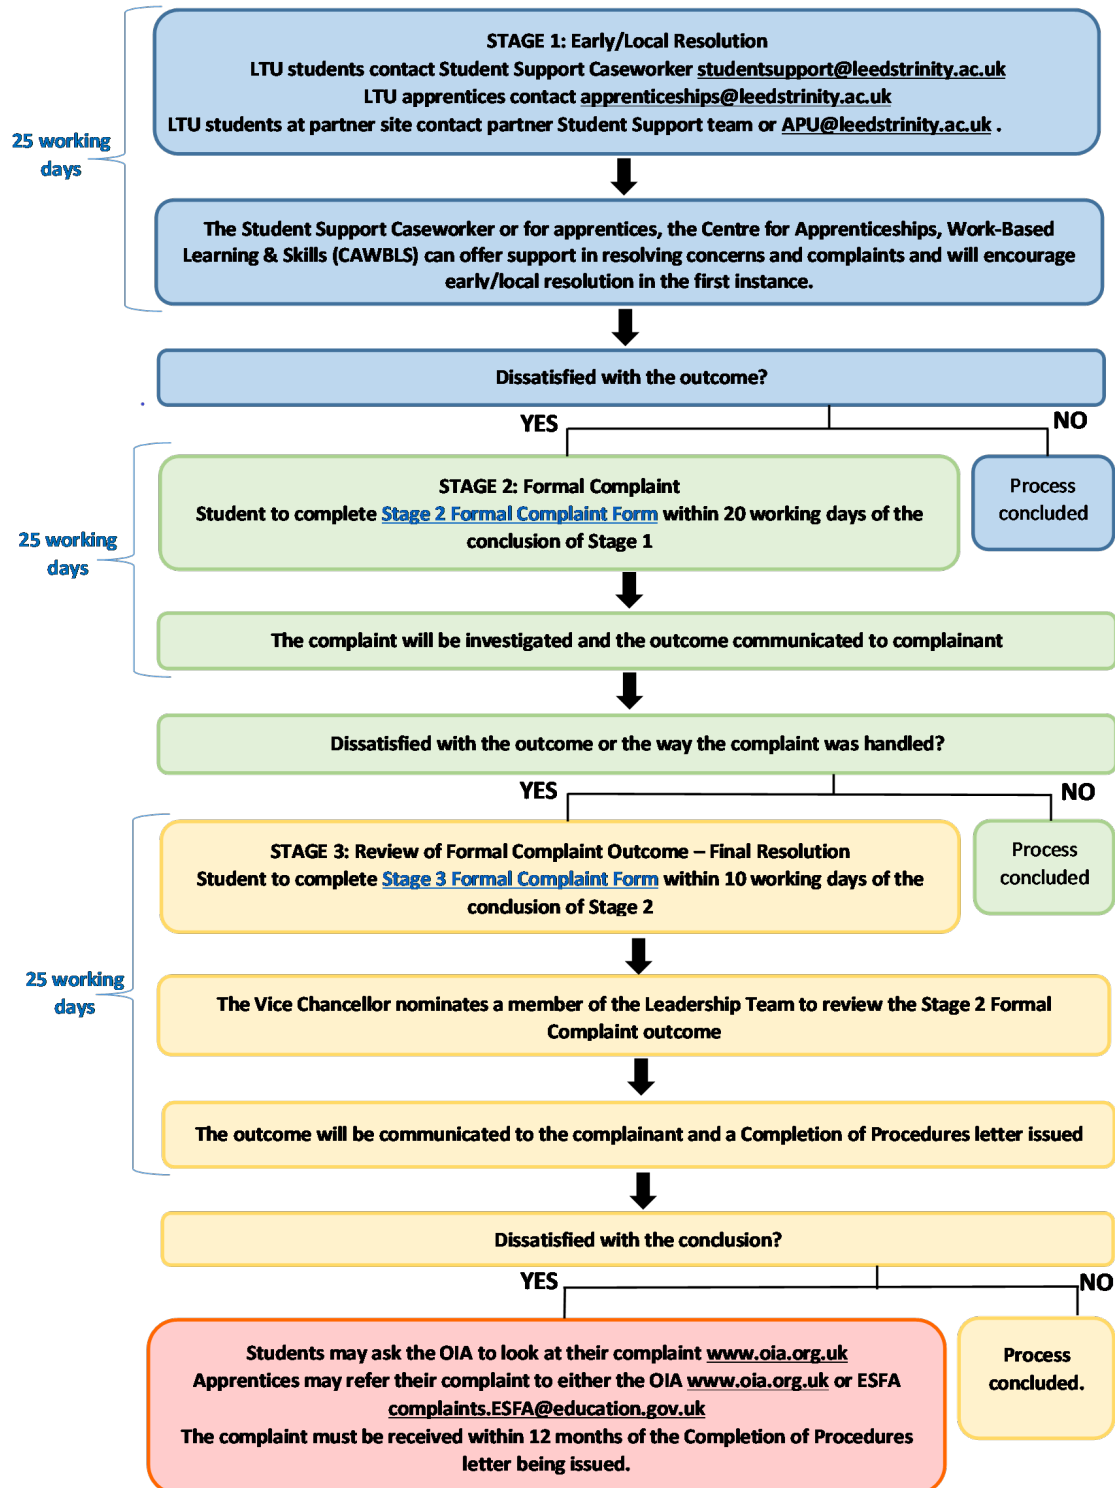 STAGE 1: Early/Local Resolution
LTU students contact Student Support Caseworker studentsupport@leedstrinity.ac.uk
LTU apprentices contact apprenticeships@leedstrinity.ac.uk
LTU students at partner site contact partner Student Support team or APU@leedstrinity.ac.uk .
25 working
days
The Student Support Caseworker or for apprentices, the Centre for Apprenticeships, Work-Based
Learning & Skills (CAWBLS) can offer support in resolving concerns and complaints and will encourage
early/local resolution in the first instance.
Dissatisfied with the outcome?
YES
NO
STAGE 2: Formal Complaint
Student to complete Stage 2 Formal Complaint Form within 20 working days of the
conclusion of Stage 1
Process
concluded
25 working
days
The complaint will be investigated and the outcome communicated to complainant
Dissatisfied with the outcome or the way the complaint was handled?
YES
NO
STAGE 3: Review of Formal Complaint Outcome – Final Resolution
Student to complete Stage 3 Formal Complaint Form within 10 working days of the
conclusion of Stage 2
Process
concluded
25 working
days
The Vice Chancellor nominates a member of the Leadership Team to review the Stage 2 Formal
Complaint outcome
The outcome will be communicated to the complainant and a Completion of Procedures letter issued
Dissatisfied with the conclusion?
YES
NO
Students may ask the OIA to look at their complaint www.oia.org.uk
Apprentices may refer their complaint to either the OIA www.oia.org.uk or ESFA
complaints.ESFA@education.gov.uk
The complaint must be received within 12 months of the Completion of Procedures
letter being issued.
Process
concluded.